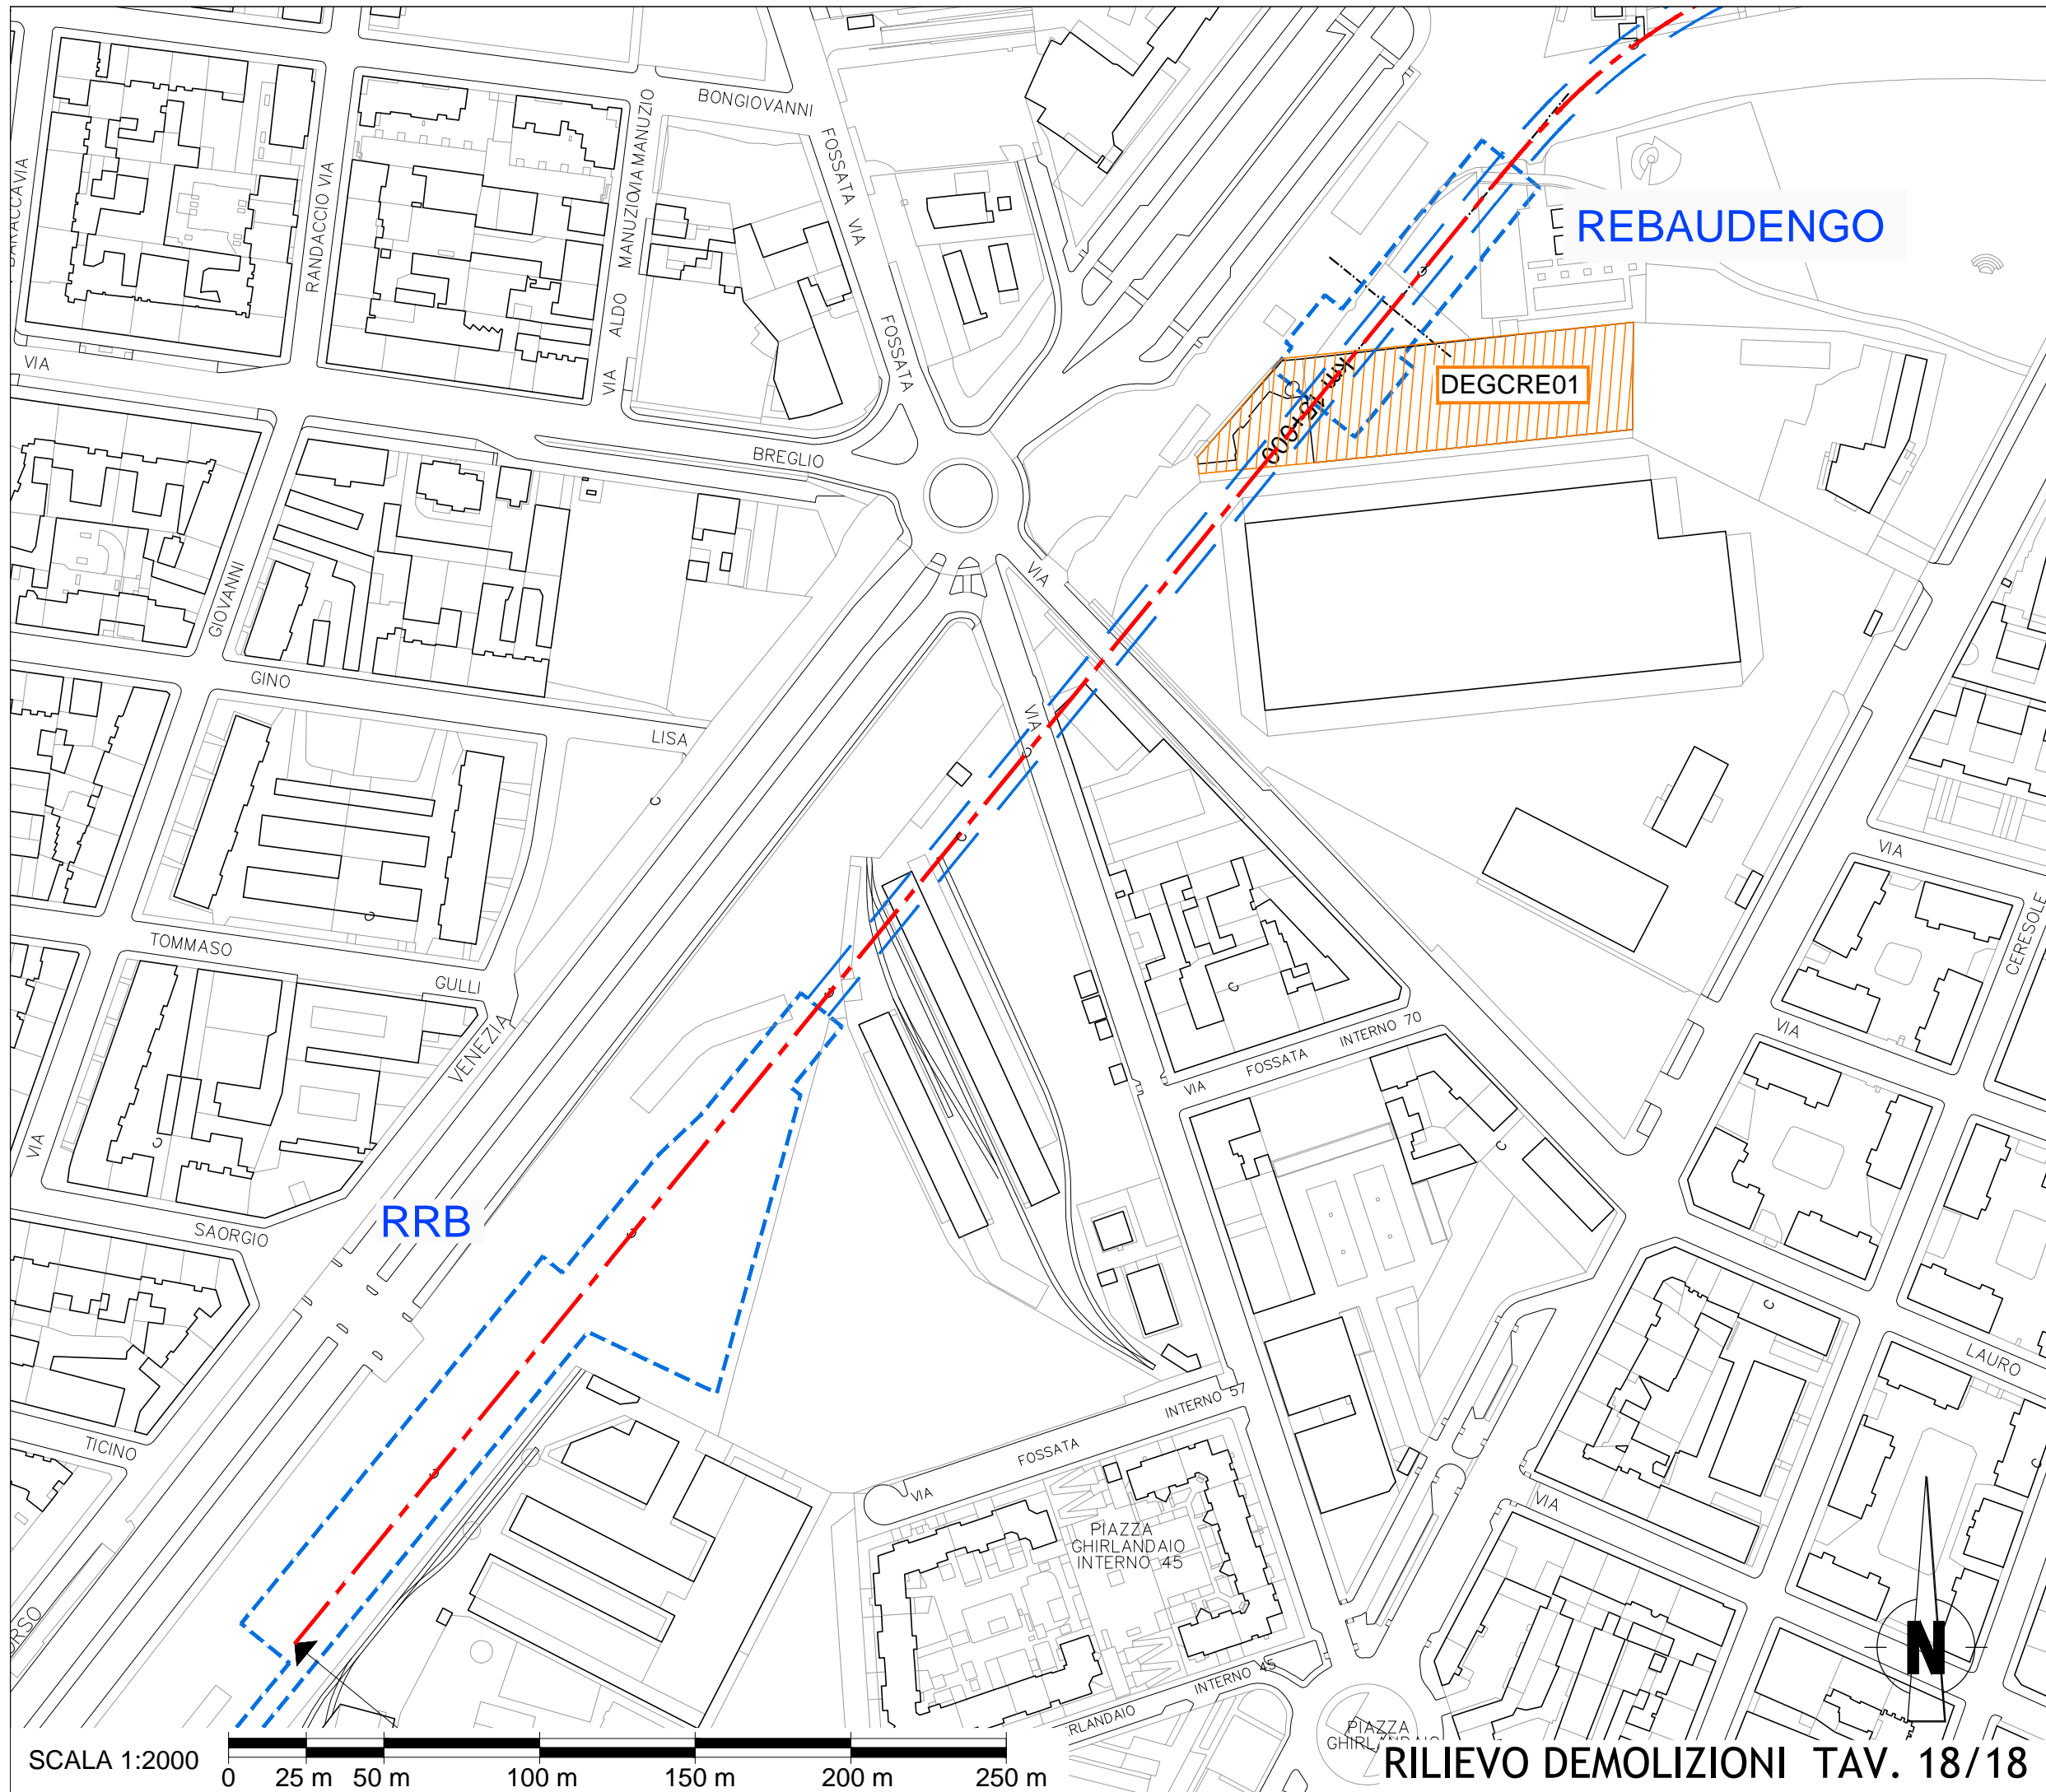 BONGIOVANNI
BARACCA VIA
RANDACCIO VIA
ALDO MANUZIO VIA MANUZIO
FOSSATA VIA
FOSSATA
REBAUDENGO
VIA
VIA
DEGCRE01
km 15+900
BREGLIO
GIOVANNI
VIA
GINO
LISA
VIA
VIA
CERESOLE
TOMMASO
GULLI
VENEZIA
VIA
INTERNO 70
FOSSATA
VIA
VIA
RRB
SAORGIO
LAURO
TICINO
INTERNO 57
FOSSATA
VIA
VIA
PIAZZA
GHIRLANDAIO
INTERNO 45
INTERNO 45
PIAZZA
N
SCALA 1:2000
0 25 m 50 m 100 m 150 m 200 m 250 m
RILIEVO DEMOLIZIONI TAV. 18/18